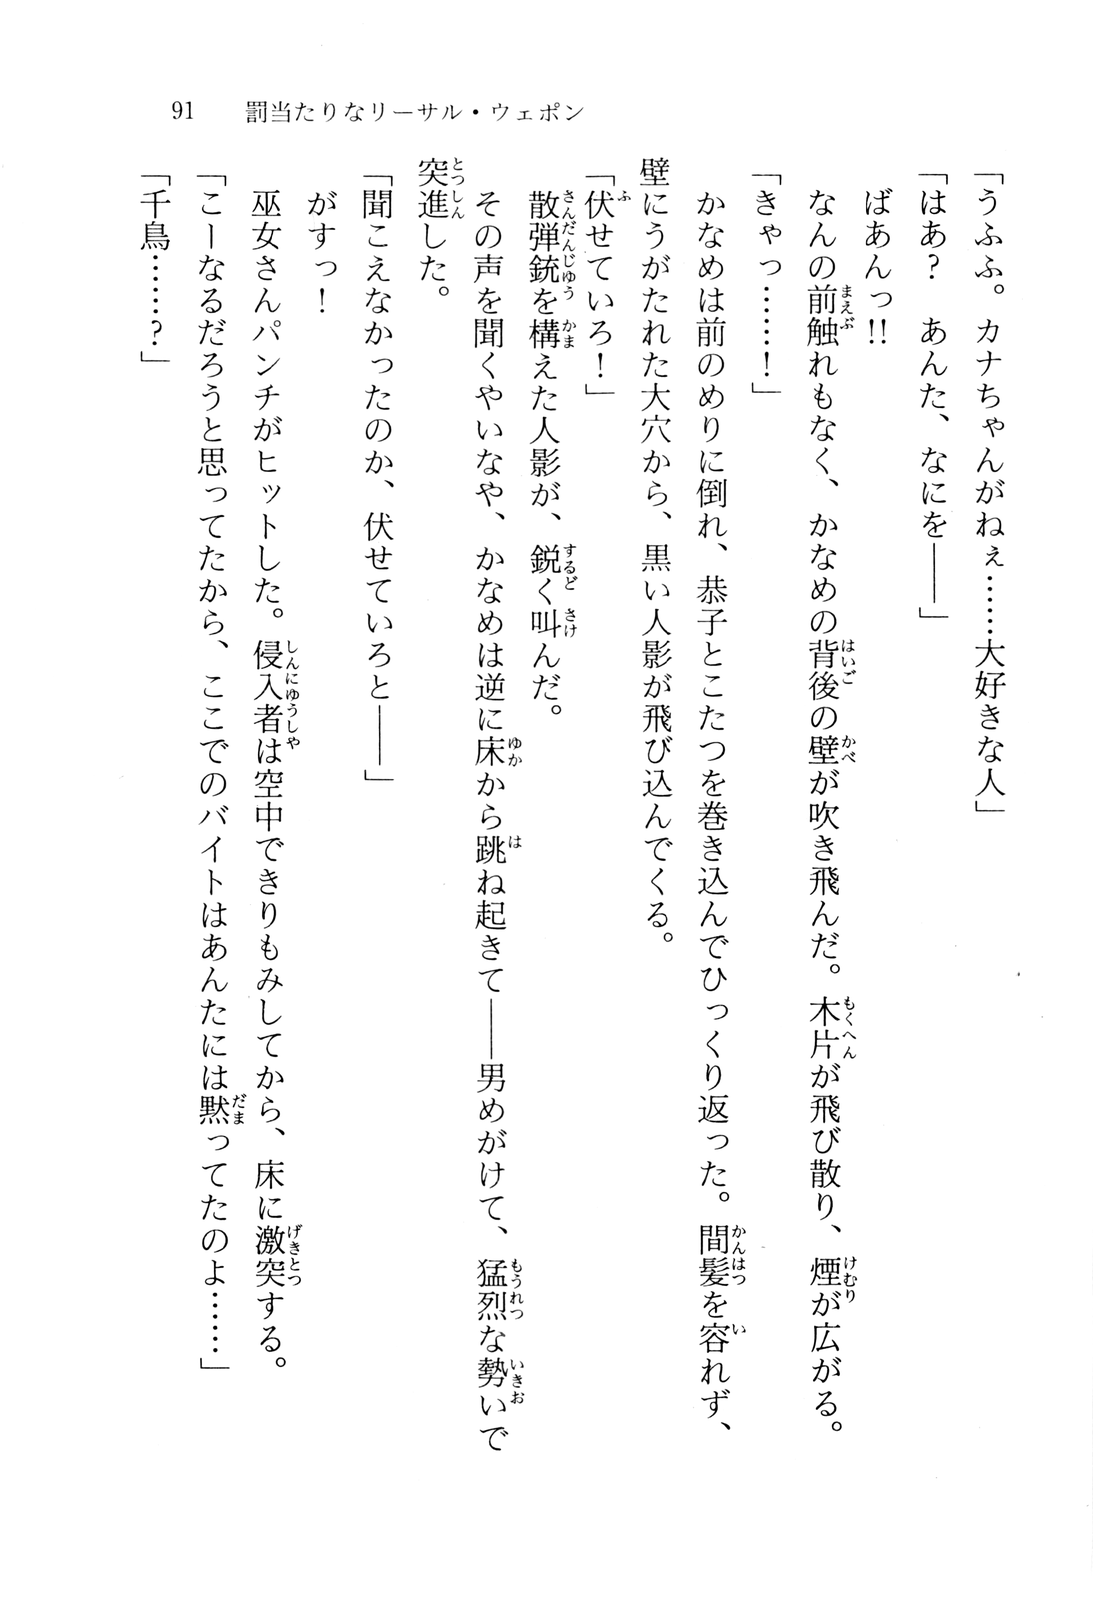 91　罰当たりなリーサル・ウェポン
「うふふ。カナちゃんがねぇ……大好きな人」
「はあ？　あんた、なにを――」
ばあんっ!!
なんの前触れもなく、かなめの背後の壁が吹き飛んだ。木片が飛び散り、煙が広がる。
「きゃっ……！」
かなめは前のめりに倒れ、恭子とこたつを巻き込んでひっくり返った。間髪を容れず、
壁にうがたれた大穴から、黒い人影が飛び込んでくる。
「伏せていろ！」
散弾銃を構えた人影が、鋭く叫んだ。
その声を聞くやいなや、かなめは逆に床から跳ね起きて――男めがけて、猛烈な勢いで
突進した。
「聞こえなかったのか、伏せていろと――」
がすっ！
巫女さんパンチがヒットした。侵入者は空中できりもみしてから、床に激突する。
「こーなるだろうと思ってたから、ここでのバイトはあんたには黙ってたのよ……」
「千鳥……？」